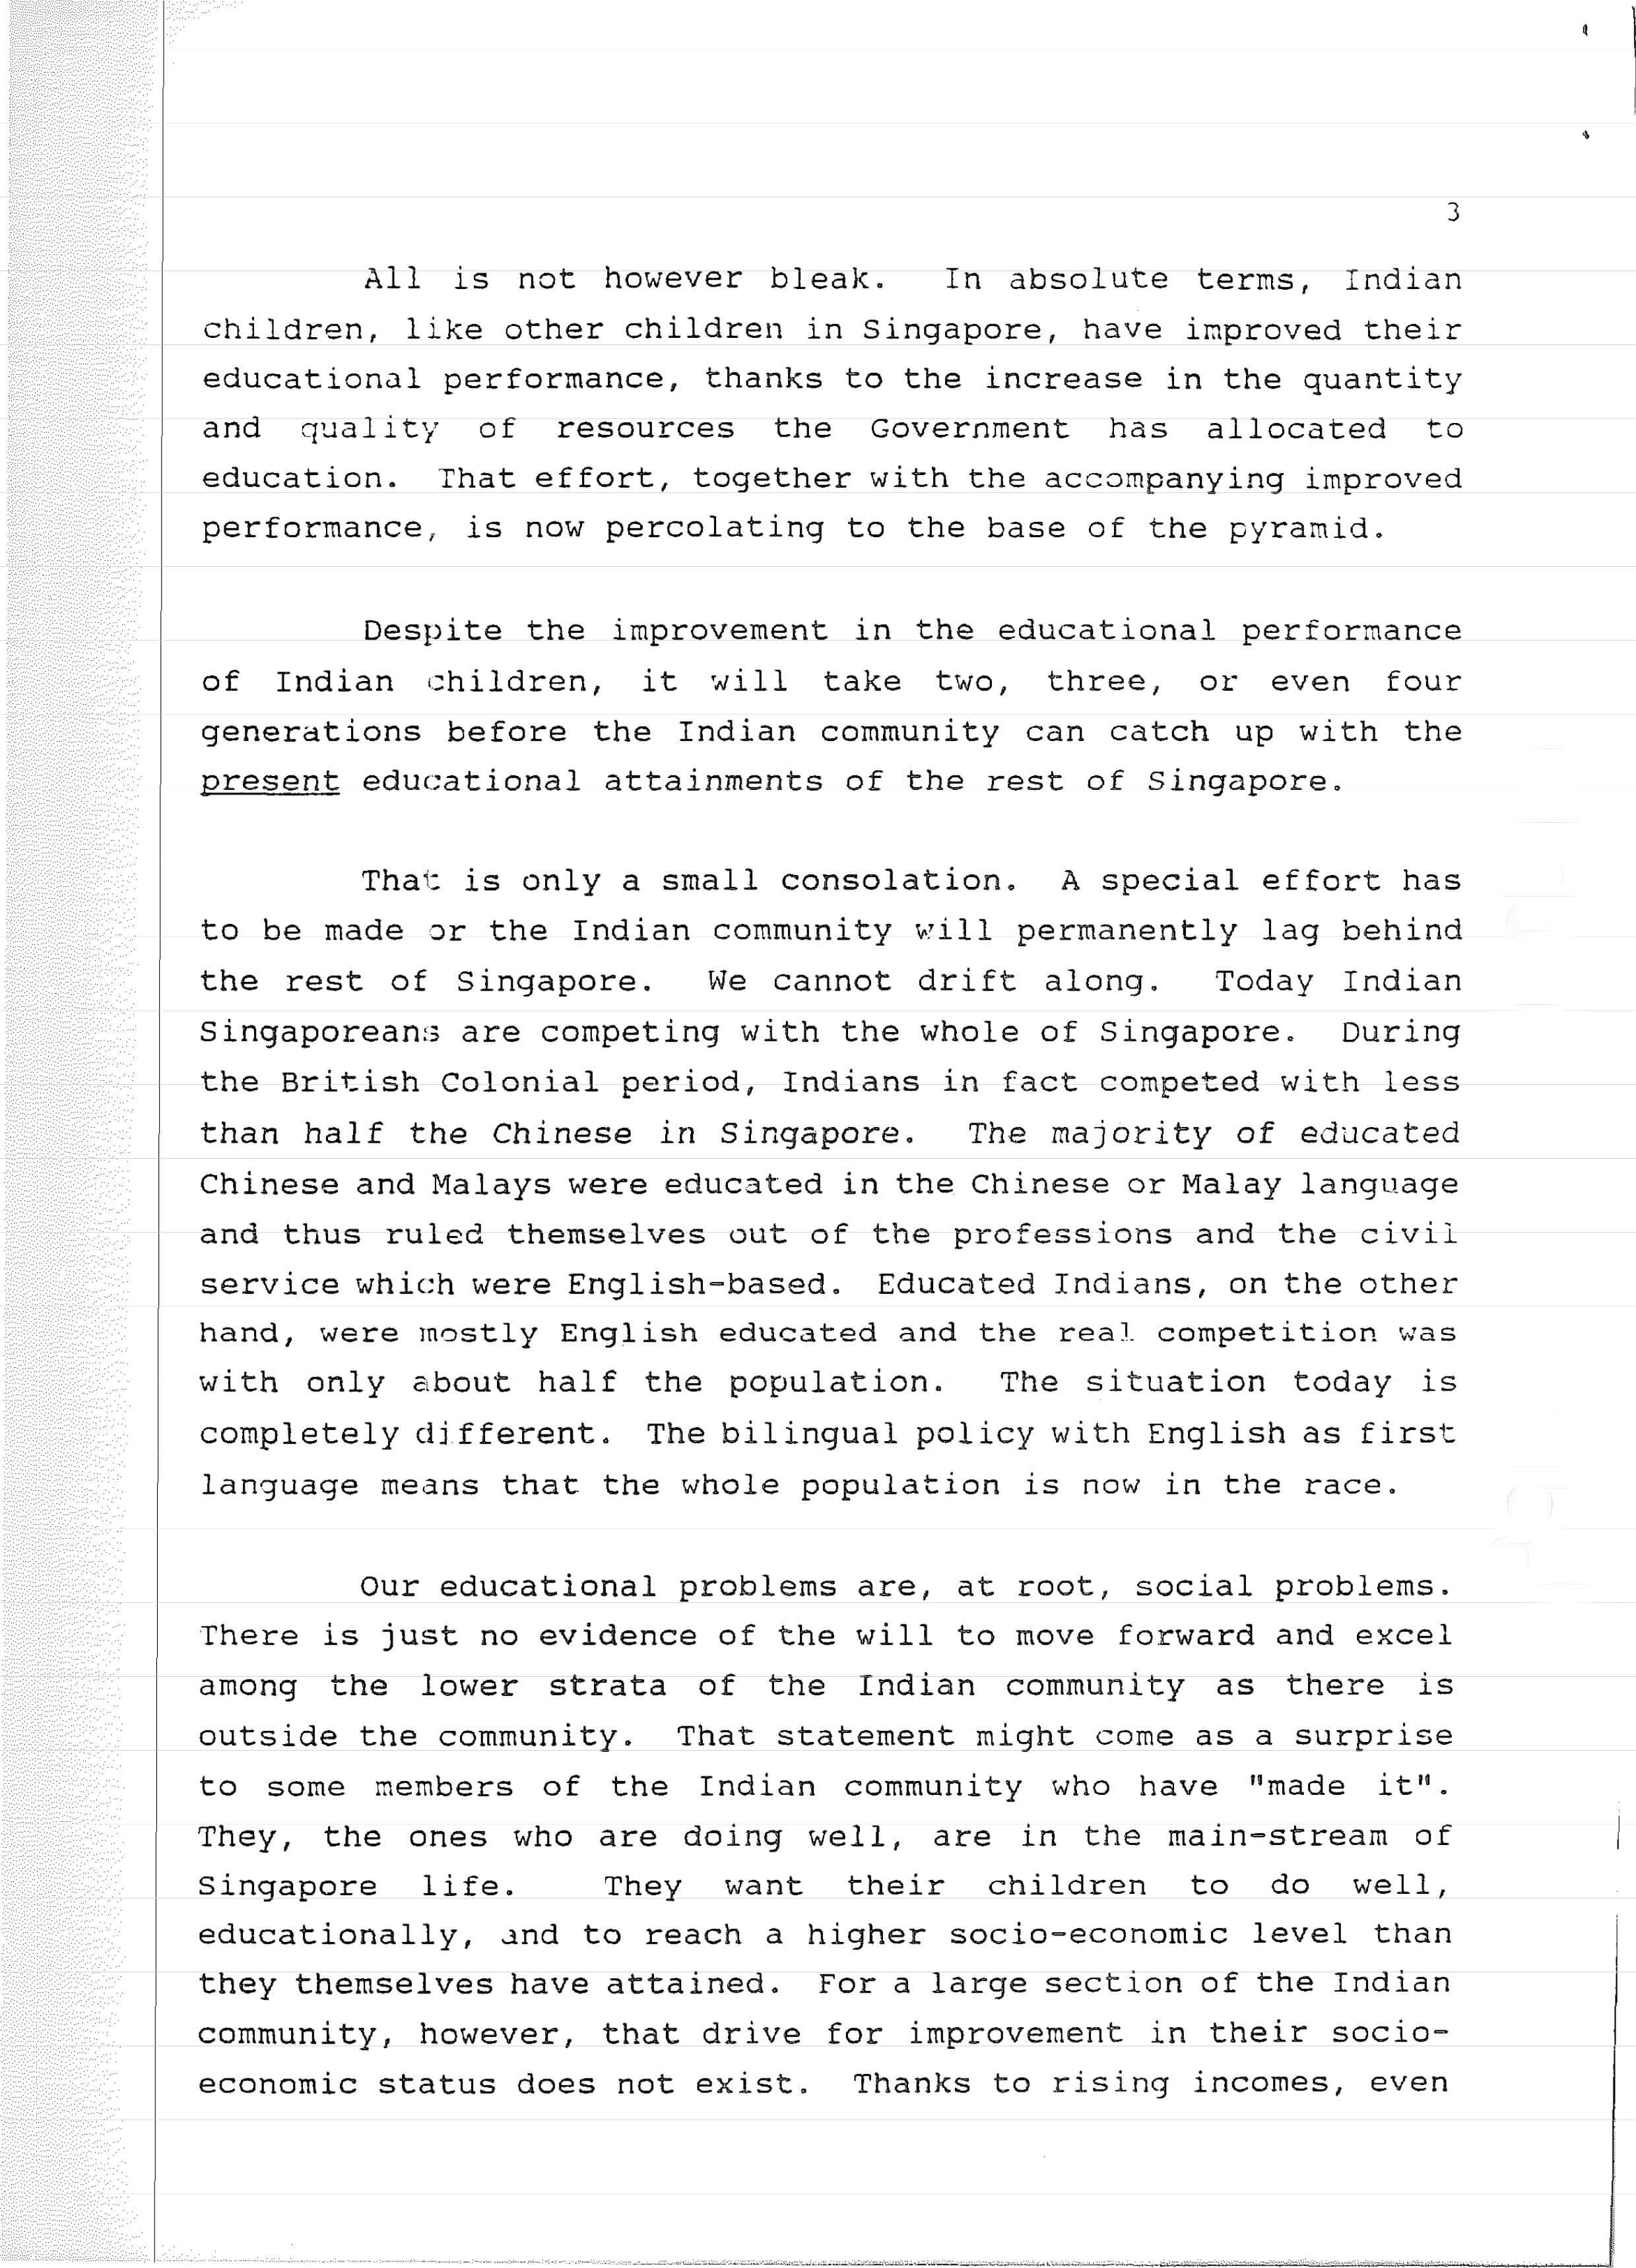 3
All is not however bleak. In absolute terms, Indian
children, like other children in Singapore, have improved their
educational performance, thanks to the increase in the quantity
and quality of resources the Government has allocated to
education. That effort, together with the accompanying improved
performance, is now percolating to the base of the pyramid.
Despite the improvement in the educational performance
of Indian children, it will take two, three, or even four
generations before the Indian community can catch up with the
present educational attainments of the rest of Singapore.
That is only a small consolation. A special effort has
to be made or the Indian community will permanently lag behind
the rest of Singapore. We cannot drift along. Today Indian
Singaporeans are competing with the whole of Singapore. During
the British Colonial period, Indians in fact competed with less
than half the Chinese in Singapore. The majority of educated
Chinese and Malays were educated in the Chinese or Malay language
and thus ruled themselves out of the professions and the civil
service which were English-based. Educated Indians, on the other
hand, were mostly English educated and the real competition was
with only about half the population. The situation today is
completely different. The bilingual policy with English as first
language means that the whole population is now in the race.
Our educational problems are, at root, social problems.
There is just no evidence of the will to move forward and excel
among the lower strata of the Indian community as there is
outside the community. That statement might come as a surprise
to some members of the Indian community who have "made it".
They, the ones who are doing well, are in the main-stream of
Singapore life. They want their children to do well,
educationally, and to reach a higher socio-economic level than
they themselves have attained. For a large section of the Indian
community, however, that drive for improvement in their socio-
economic status does not exist. Thanks to rising incomes, even